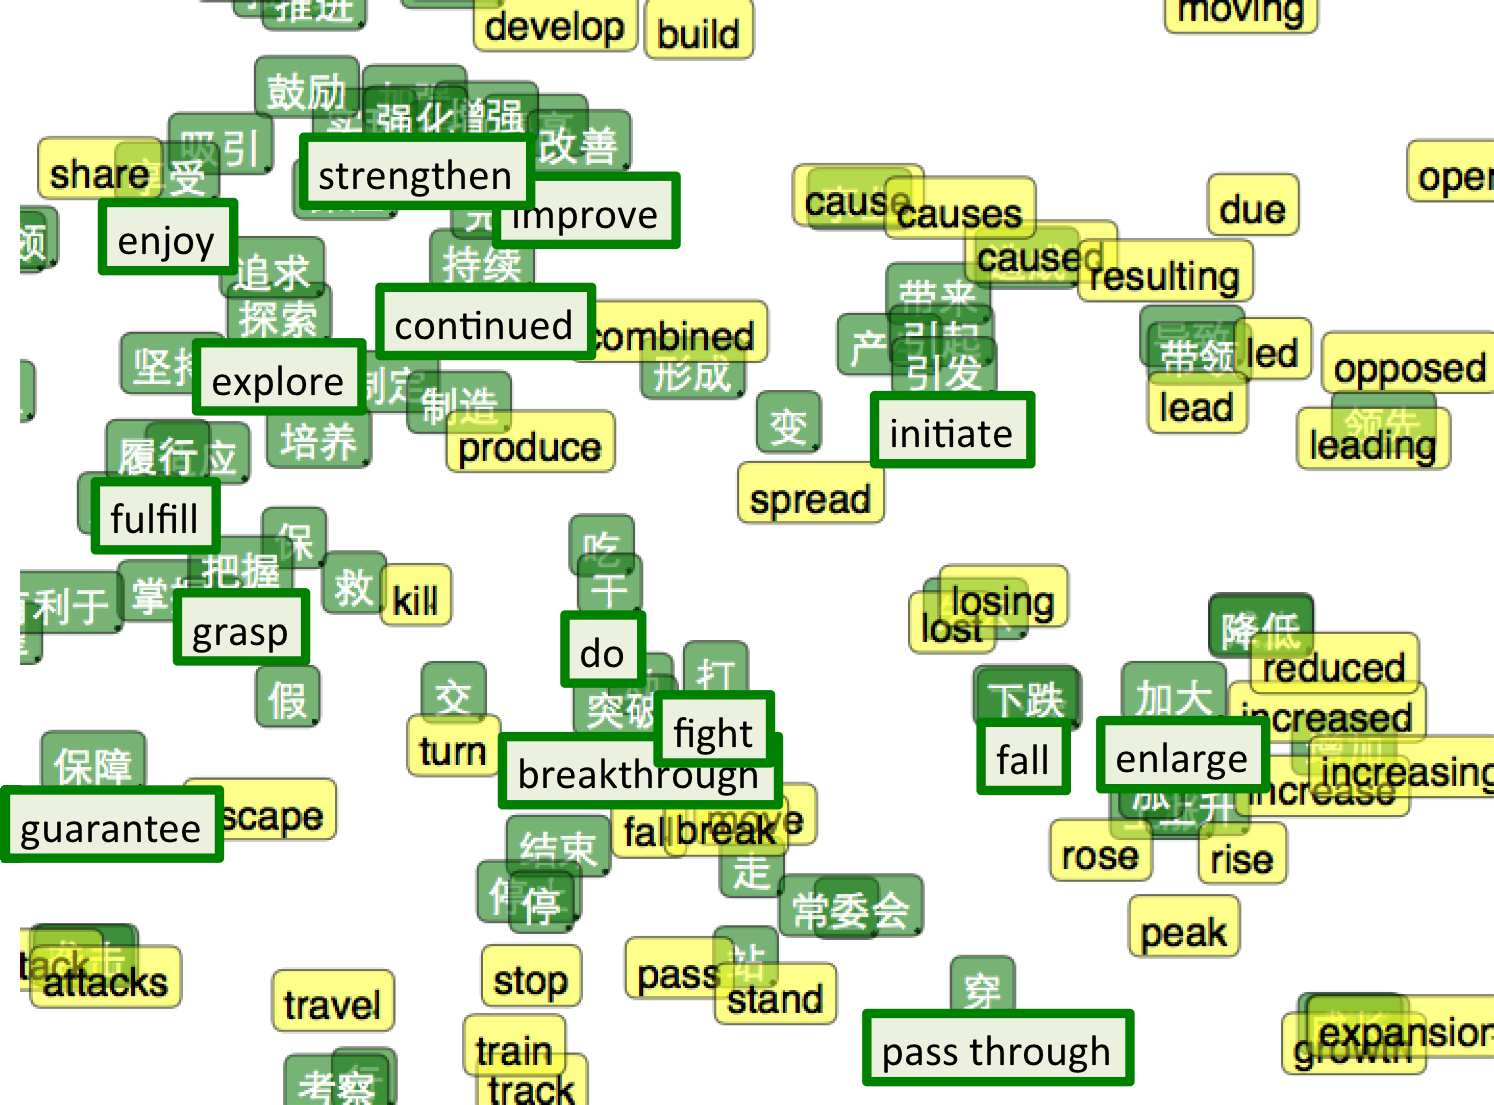 推进
develop
build
moving
鼓励
强化
增强
吸引
改善
share
享受
strengthen
improve
enjoy
cause
causes
due
caused
resulting
追求
持续
探索
continued
combined
带来
引起
引发
导致
带领
led
opposed
explore
制定
制造
形成
变
lead
领先
leading
produce
培养
initiate
履行
fulfill
spread
保
把握
吃
干
救
kill
利于
grasp
do
losing
lost
降低
reduced
假
交
turn
打
突破
fight
breakthrough
下跌
fall
加大
increased
enlarge
increasing
increase
保障
guarantee
fall
break
move
结束
走
上升
rose
rise
停
常委会
peak
attacks
travel
stop
pass
站
stand
穿
pass through
train
track
expansion
growth
考察